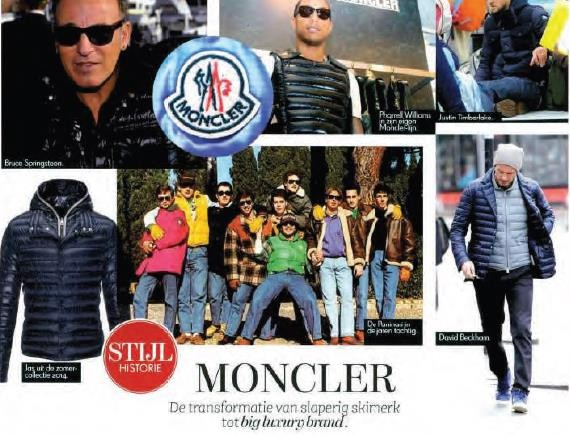 Bruce Springsteen.
MONCLER
MONCLER
Pharrell Williams
in zijn eigen
Moncler-lijn.
Justin Timberlake.
Jas uit de zomer-
collectie 2014.
De Paninari in
de jaren tachtig.
David Beckham.
STIJL
HISTORIE
MONCLER
De transformatie van slaperig skimerk
tot big luxury brand.